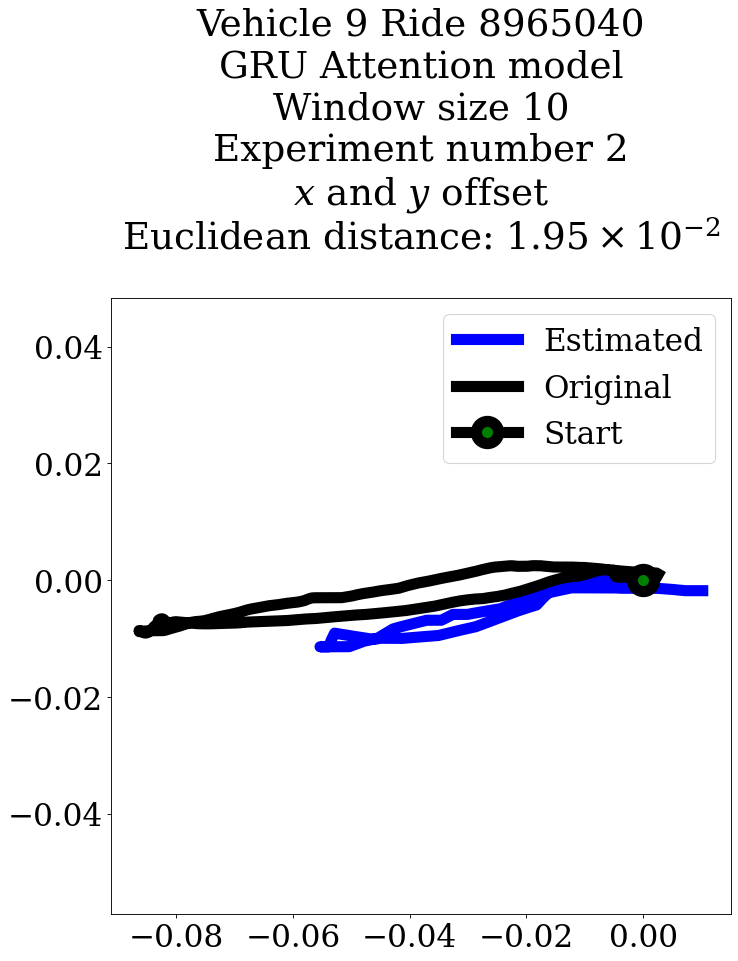 Vehicle 9 Ride 8965040
GRU Attention model
Window size 10
Experiment number 2
x and y offset
Euclidean distance: 1.95 × 10⁻²
Estimated
Original
Start
0.04
0.02
0.00
−0.02
−0.04
−0.08 −0.06 −0.04 −0.02 0.00